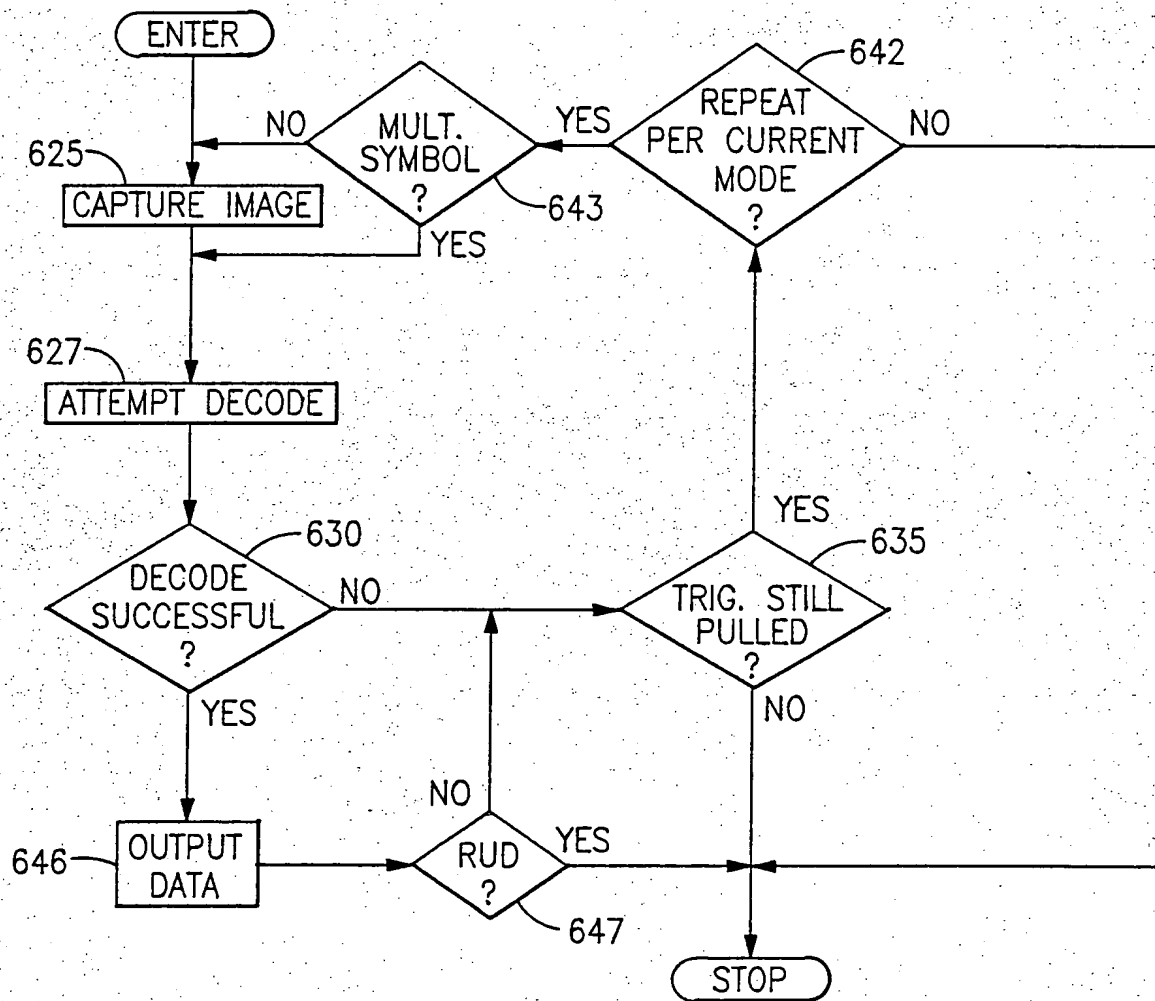 ENTER
642
REPEAT
PER CURRENT
MODE
?
YES
NO
MULT.
SYMBOL
?
NO
643
YES
625
CAPTURE IMAGE
627
ATTEMPT DECODE
630
DECODE
SUCCESSFUL
?
NO
YES
635
TRIG. STILL
PULLED
?
YES
NO
646
OUTPUT
DATA
NO
RUD
?
YES
647
STOP